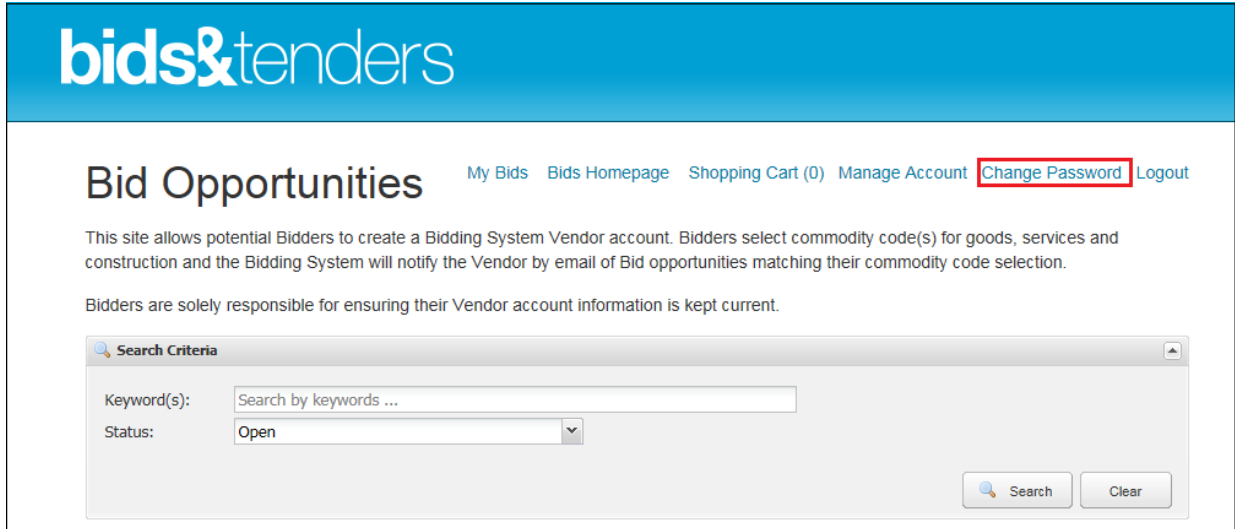 bids&tenders
Bid Opportunities
My Bids Bids Homepage Shopping Cart (0) Manage Account Change Password Logout
This site allows potential Bidders to create a Bidding System Vendor account. Bidders select commodity code(s) for goods, services and
construction and the Bidding System will notify the Vendor by email of Bid opportunities matching their commodity code selection.
Bidders are solely responsible for ensuring their Vendor account information is kept current.
Search Criteria
Keyword(s): Search by keywords ...
Status: Open
Search Clear